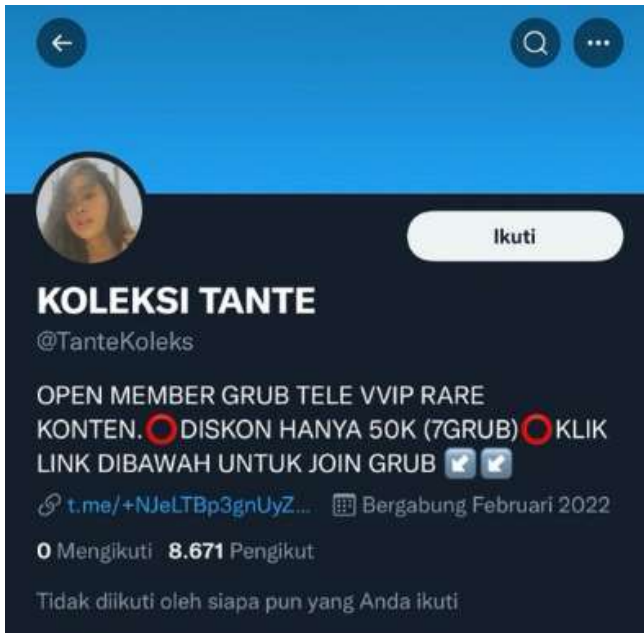 Ikuti
KOLEKSI TANTE
@TanteKoleks
OPEN MEMBER GRUB TELE VVIP RARE
KONTEN.⭕DISKON HANYA 50K (7GRUB)⭕KLIK
LINK DIBAWAH UNTUK JOIN GRUB ↙️↙️
t.me/+NJeLTBp3gnUyZ... Bergabung Februari 2022
0 Mengikuti 8.671 Pengikut
Tidak diikuti oleh siapa pun yang Anda ikuti